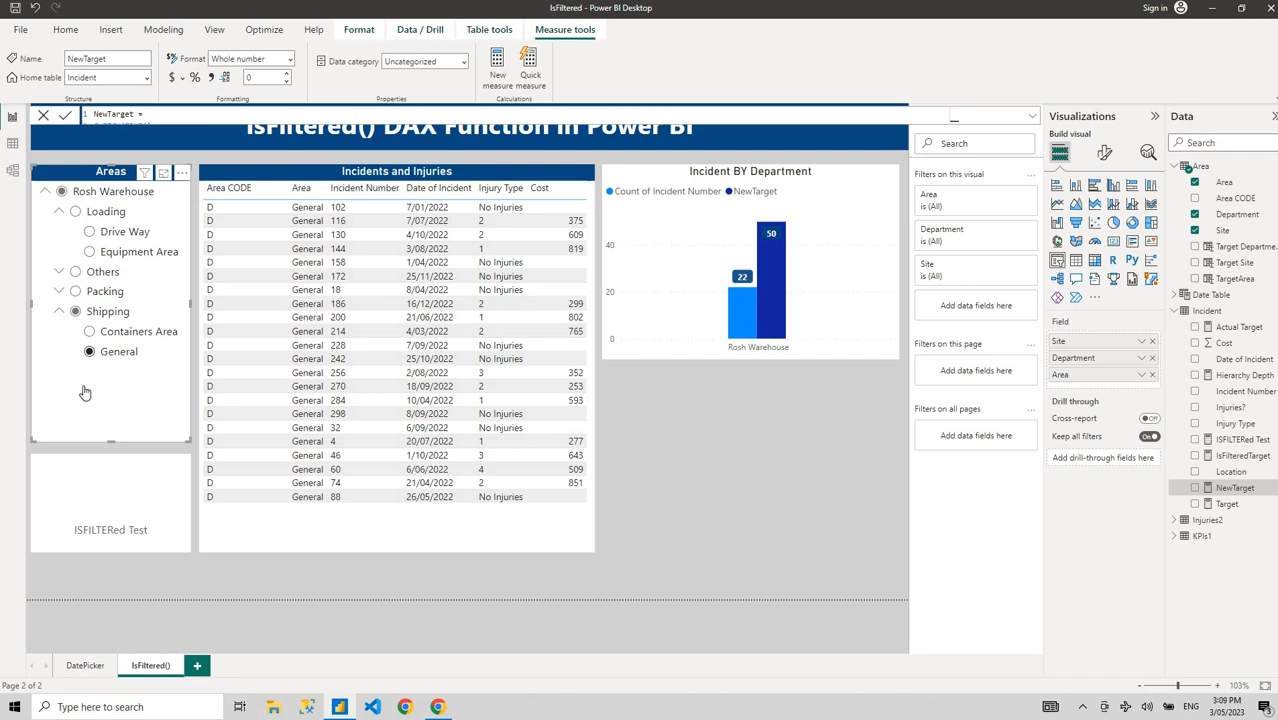 IsFiltered - Power BI Desktop
Sign in
File Home Insert Modeling View Optimize Help Format Data / Drill Table tools Measure tools
Name NewTarget
Home table Incident
Structure
Format Whole number
$ % 0
Formatting
Data category Uncategorized
Properties
New measure
Quick measure
Calculations
1 NewTarget =
IsFiltered() DAX Function in Power BI
Areas
Rosh Warehouse
Loading
Drive Way
Equipment Area
Others
Packing
Shipping
Containers Area
General
ISFILTERed Test
Incidents and Injuries
Area CODE Area Incident Number Date of Incident Injury Type Cost
D General 102 7/01/2022 No Injuries
D General 116 7/07/2022 2 375
D General 130 4/10/2022 2 609
D General 144 3/08/2022 1 819
D General 158 1/04/2022 No Injuries
D General 172 25/11/2022 No Injuries
D General 18 8/04/2022 No Injuries
D General 186 16/12/2022 2 299
D General 200 21/06/2022 1 802
D General 214 4/03/2022 2 765
D General 228 7/09/2022 No Injuries
D General 242 25/10/2022 No Injuries
D General 256 2/08/2022 3 352
D General 270 18/09/2022 2 253
D General 284 10/04/2022 1 593
D General 298 8/09/2022 No Injuries
D General 32 6/09/2022 No Injuries
D General 4 20/07/2022 1 277
D General 46 1/10/2022 3 643
D General 60 6/06/2022 4 509
D General 74 21/04/2022 2 851
D General 88 26/05/2022 No Injuries
Incident BY Department
Count of Incident Number NewTarget
40
20
0
22
50
Rosh Warehouse
Search
Filters on this visual ...
Area
is (All)
Department
is (All)
Site
is (All)
Add data fields here
Filters on this page ...
Add data fields here
Filters on all pages ...
Add data fields here
Visualizations
Build visual
R Py
Field
Site
Department
Area
Drill through
Cross-report Off
Keep all filters On
Add drill-through fields here
Data
Search
Area
Area
Area CODE
Department
Site
Target Departme...
Target Site
TargetArea
Date Table
Incident
Actual Target
Cost
Date of Incident
Hierarchy Depth
Incident Number
Injuries?
Injury Type
ISFILTERed Test
IsFilteredTarget
Location
NewTarget
Target
Injuries2
KPIs1
DatePicker IsFiltered()
Page 2 of 2
103%
Type here to search
ENG
3:09 PM
3/05/2023
3